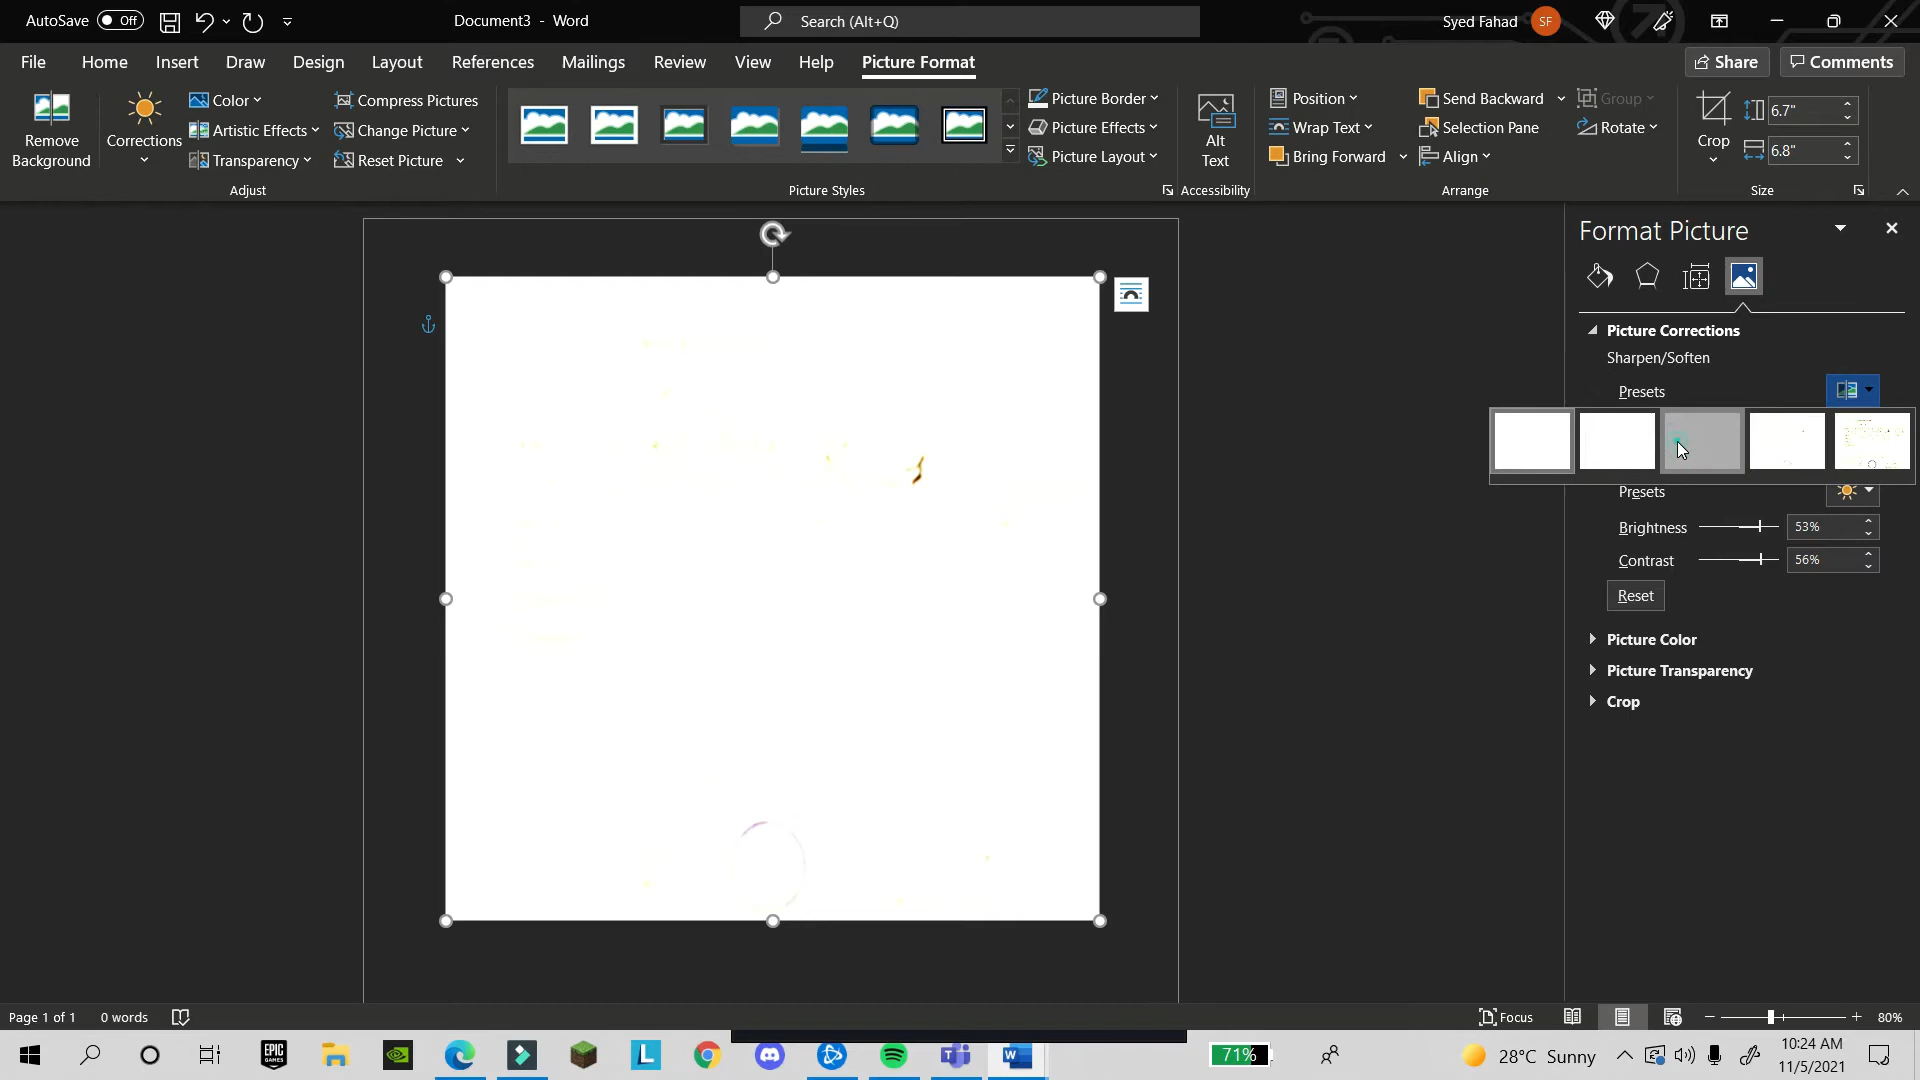 AutoSave Off Document3 - Word Search (Alt+Q) Syed Fahad SF
File Home Insert Draw Design Layout References Mailings Review View Help Picture Format Share Comments
Remove Background
Corrections
Color
Artistic Effects
Transparency
Compress Pictures
Change Picture
Reset Picture
Adjust
Picture Styles
Picture Border
Picture Effects
Picture Layout
Alt Text
Accessibility
Position
Wrap Text
Bring Forward
Send Backward
Selection Pane
Align
Group
Rotate
Arrange
Crop
6.7"
6.8"
Size
Format Picture
Picture Corrections
Sharpen/Soften
Presets
Presets
Brightness 53%
Contrast 56%
Reset
Picture Color
Picture Transparency
Crop
Page 1 of 1 0 words Focus 80%
EPIC GAMES L 71% 28°C Sunny 10:24 AM
11/5/2021